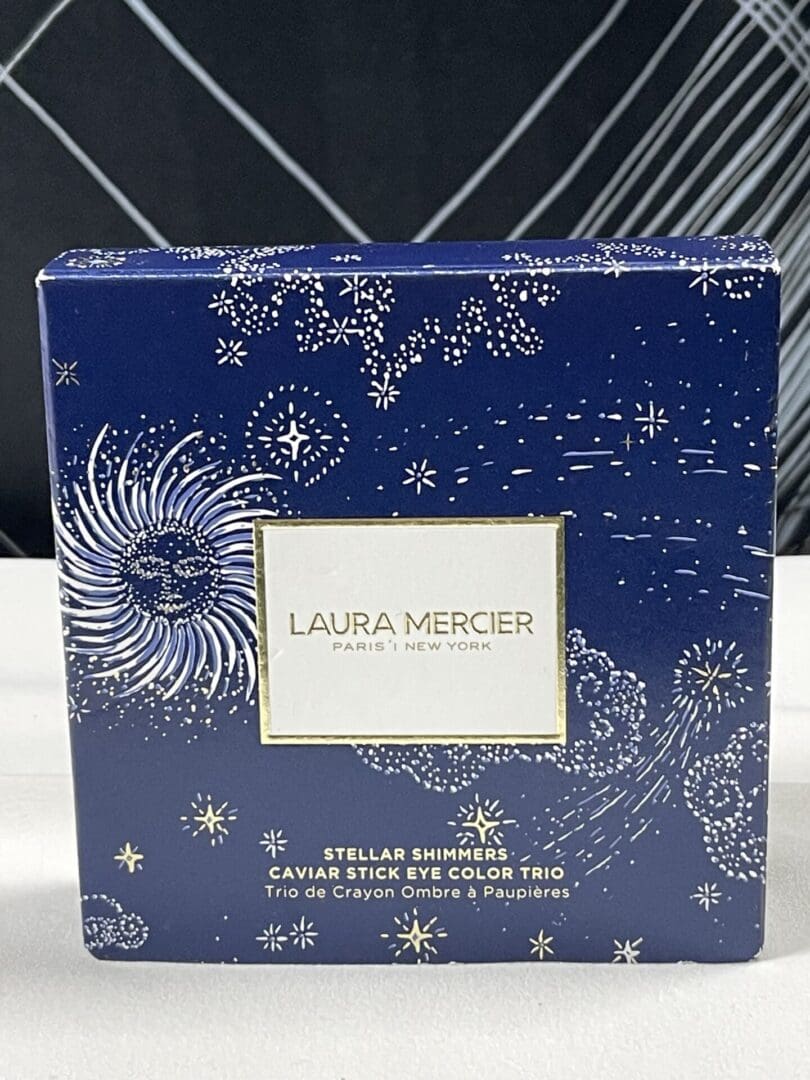 LAURA MERCIER
PARIS | NEW YORK
STELLAR SHIMMERS
CAVIAR STICK EYE COLOR TRIO
Trio de Crayon Ombre à Paupières